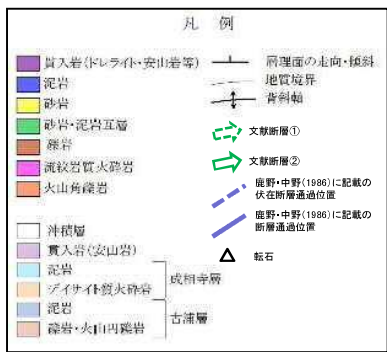 凡 例
貫入岩(ドレライト・安山岩等)
泥岩
砂岩
砂岩・泥岩互層
礫岩
流紋岩質火砕岩
火山角礫岩
沖積層
貫入岩(安山岩)
泥岩
デイサイト質火砕岩
成相寺層
泥岩
礫岩・火山円礫岩
古浦層
層理面の走向・傾斜
地質境界
背斜軸
文献断層①
文献断層②
鹿野・中野(1986)に記載の
伏在断層通過位置
鹿野・中野(1986)に記載の
断層通過位置
転石